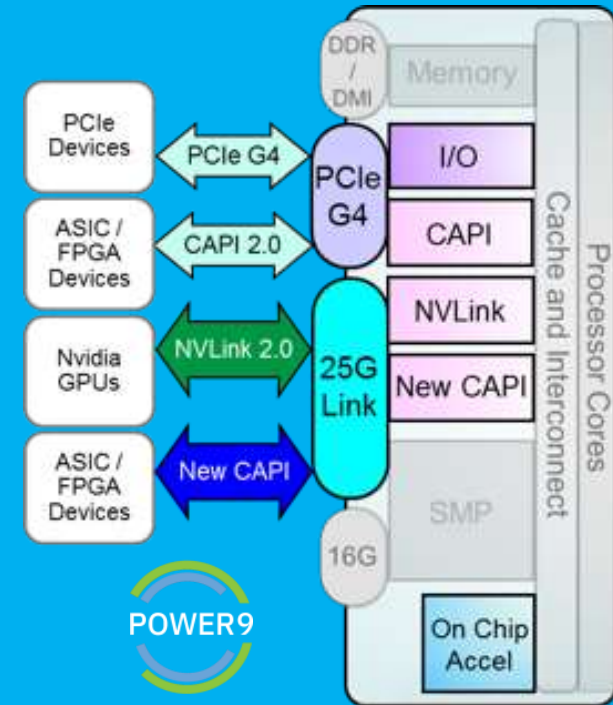 DDR
/
DMI
Memory
PCIe
Devices
PCIe G4
PCIe
G4
I/O
ASIC /
FPGA
Devices
CAPI 2.0
CAPI
Nvidia
GPUs
NVLink 2.0
25G
Link
NVLink
ASIC /
FPGA
Devices
New CAPI
New CAPI
16G
SMP
On Chip
Accel
Cache and Interconnect
Processor Cores
POWER9